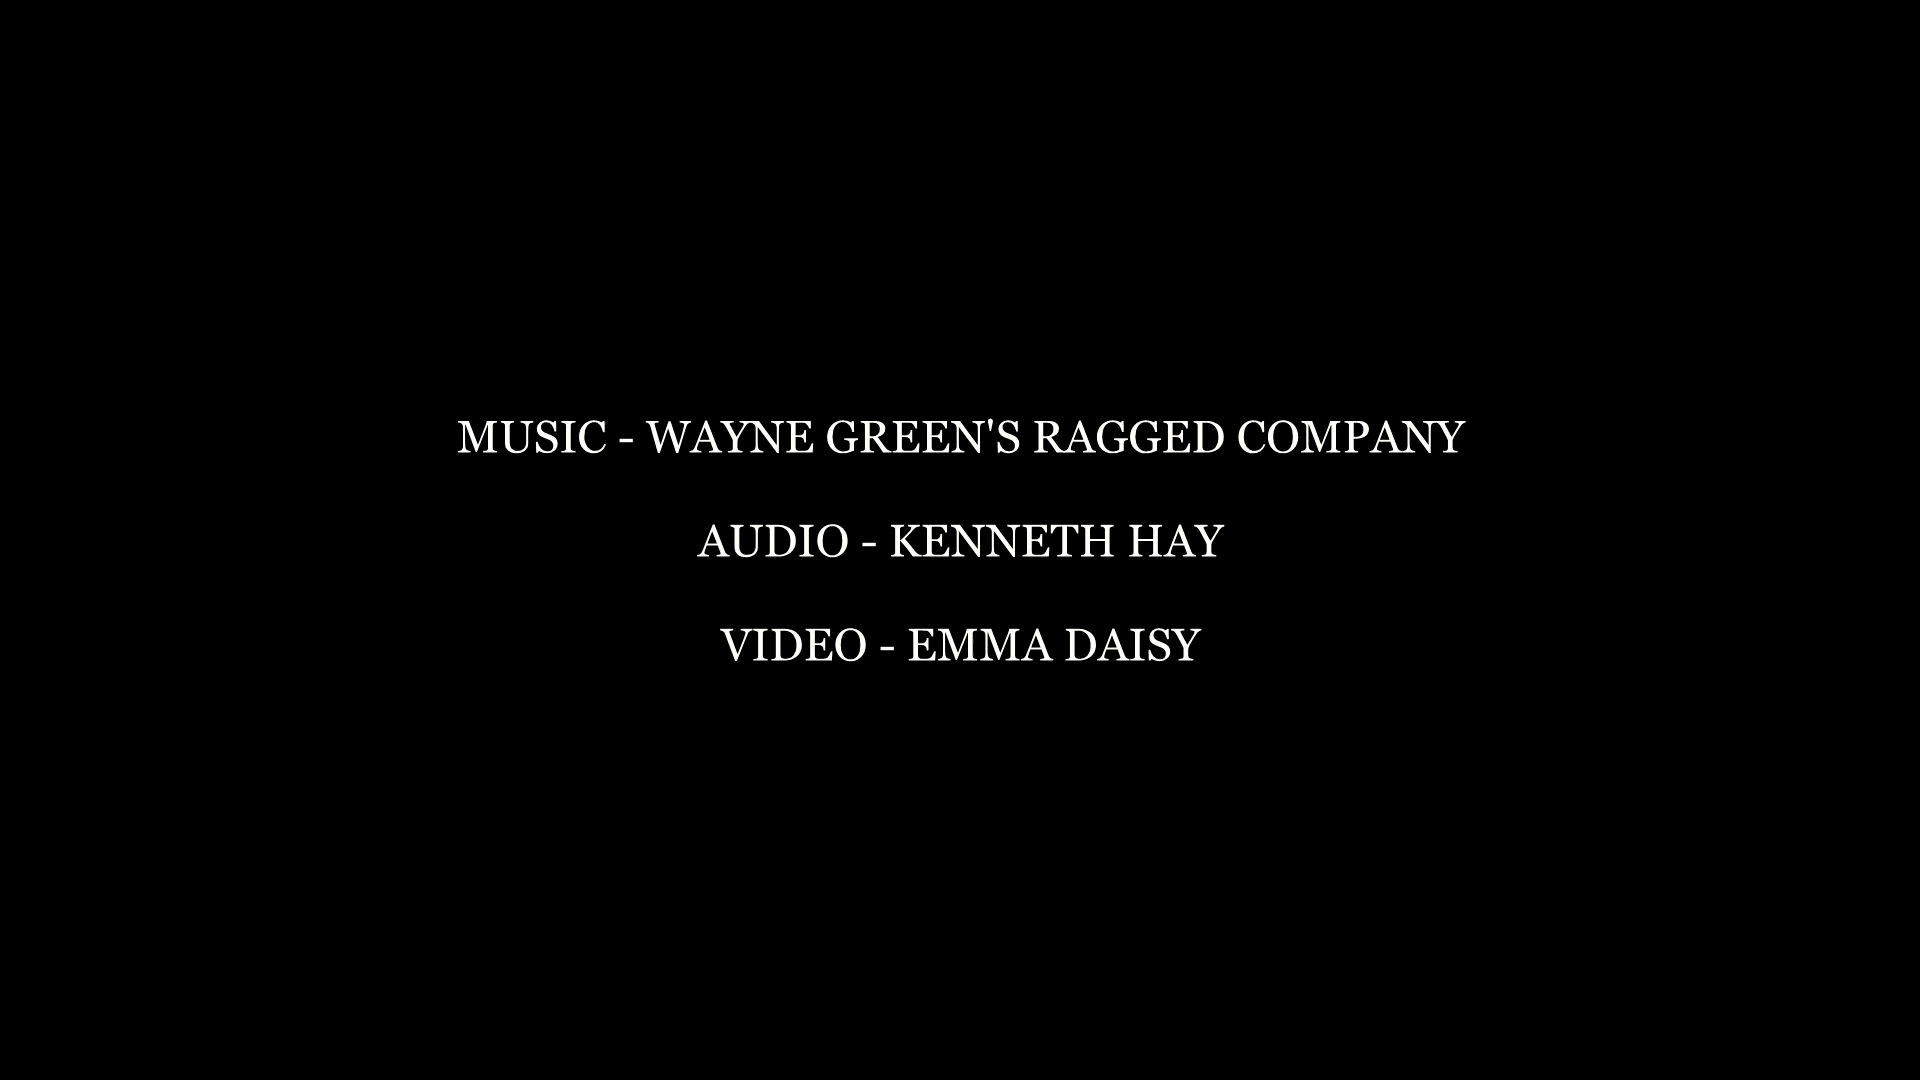 MUSIC - WAYNE GREEN'S RAGGED COMPANY
AUDIO - KENNETH HAY
VIDEO - EMMA DAISY